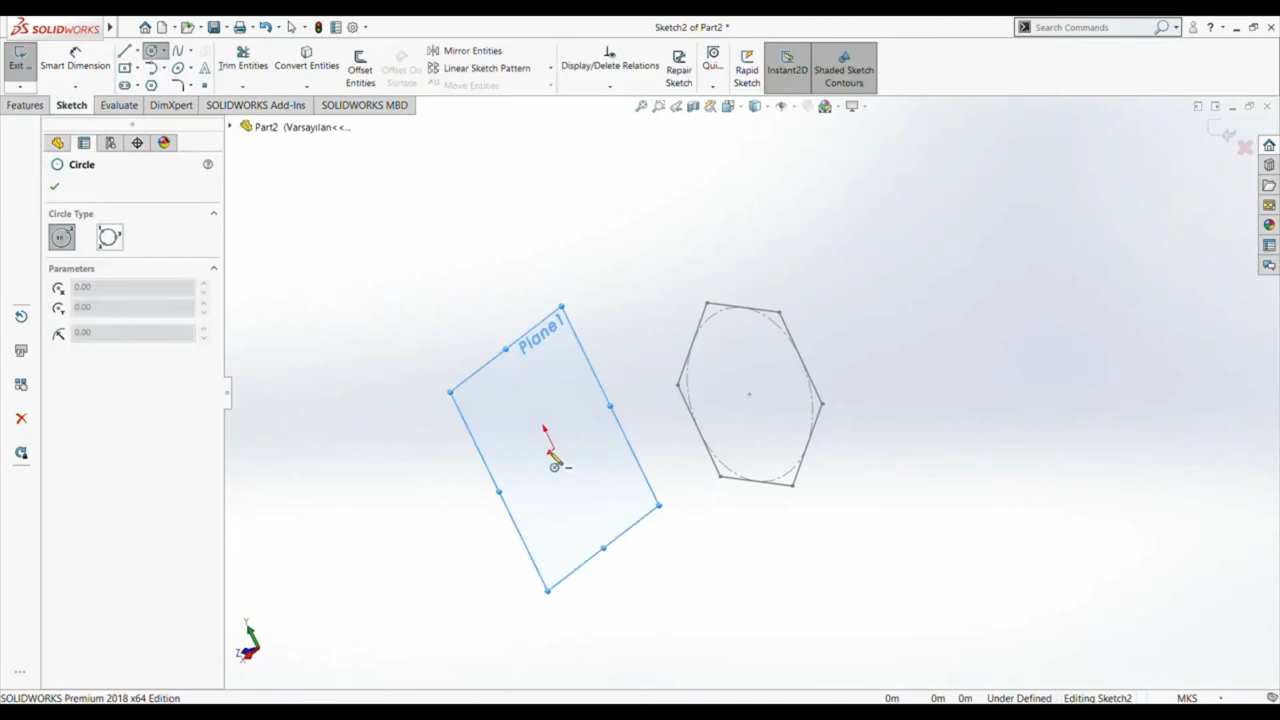 SOLIDWORKS
Sketch2 of Part2 *
Search Commands
?
Exit ...
Smart Dimension
Trim Entities
Convert Entities
Offset Entities
Offset On Surface
Mirror Entities
Linear Sketch Pattern
Move Entities
Display/Delete Relations
Repair Sketch
Qui...
Rapid Sketch
Instant2D
Shaded Sketch Contours
Features
Sketch
Evaluate
DimXpert
SOLIDWORKS Add-Ins
SOLIDWORKS MBD
Part2 (Varsayılan<<...
Circle
Circle Type
Parameters
0.00
0.00
0.00
Plane1
Y
Z
X
SOLIDWORKS Premium 2018 x64 Edition
0m
0m
0m
Under Defined
Editing Sketch2
MKS